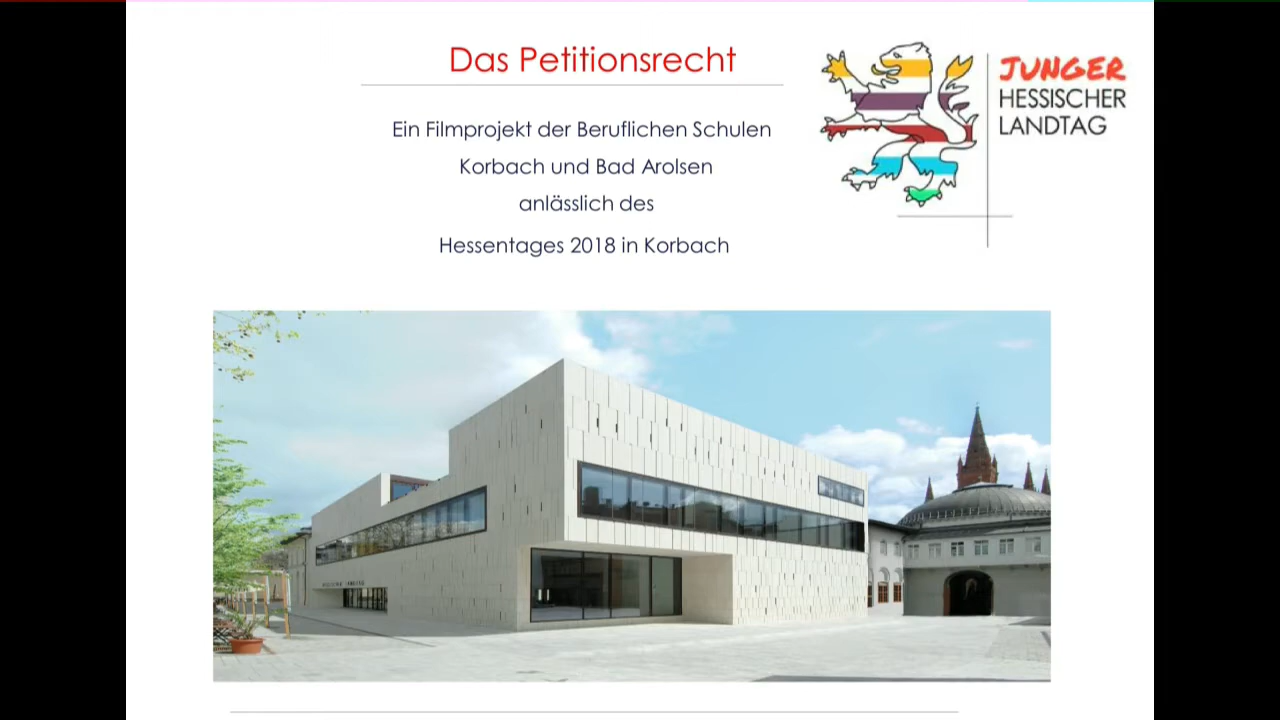 Das Petitionsrecht
JUNGER
HESSISCHER
LANDTAG
Ein Filmprojekt der Beruflichen Schulen
Korbach und Bad Arolsen
anlässlich des
Hessentages 2018 in Korbach